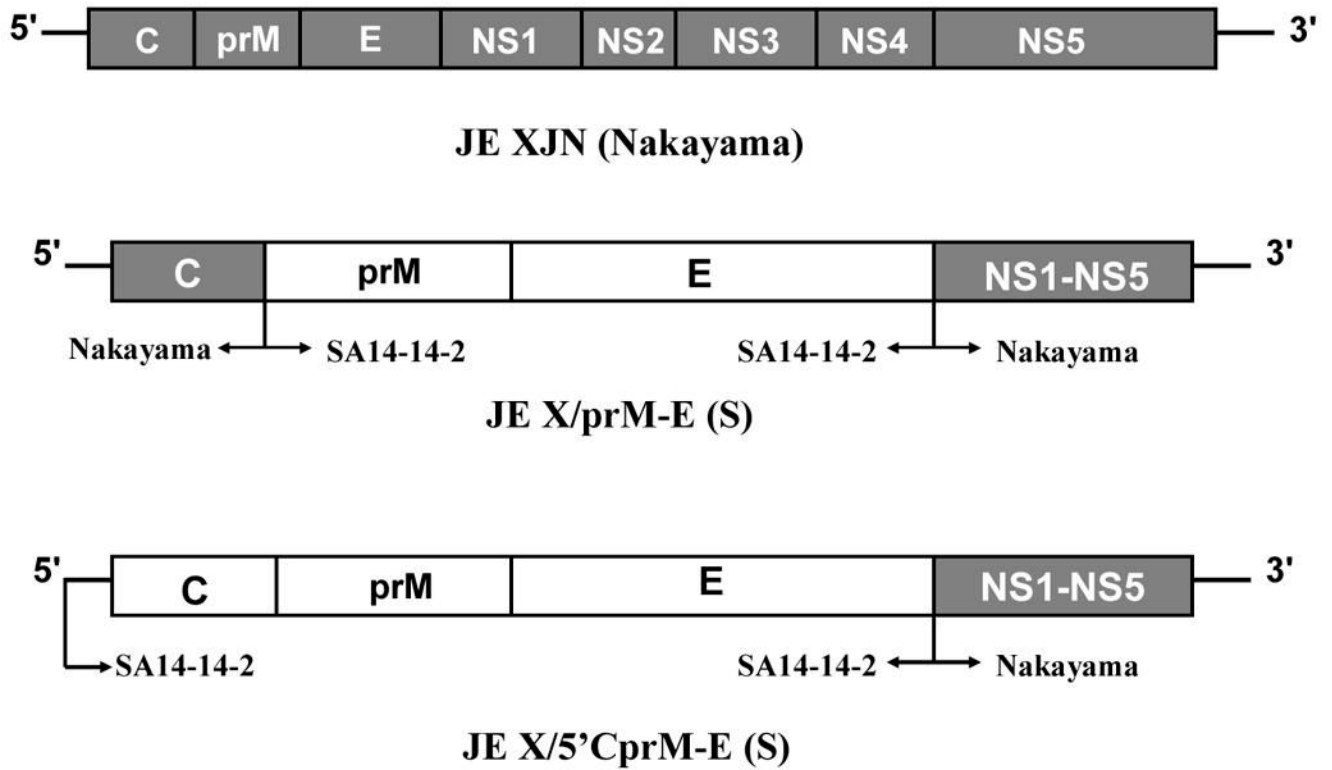 5' C prM E NS1 NS2 NS3 NS4 NS5 3'
JE XJN (Nakayama)
5' C prM E NS1-NS5 3'
Nakayama SA14-14-2 SA14-14-2 Nakayama
JE X/prM-E (S)
5' C prM E NS1-NS5 3'
SA14-14-2 SA14-14-2 Nakayama
JE X/5’CprM-E (S)